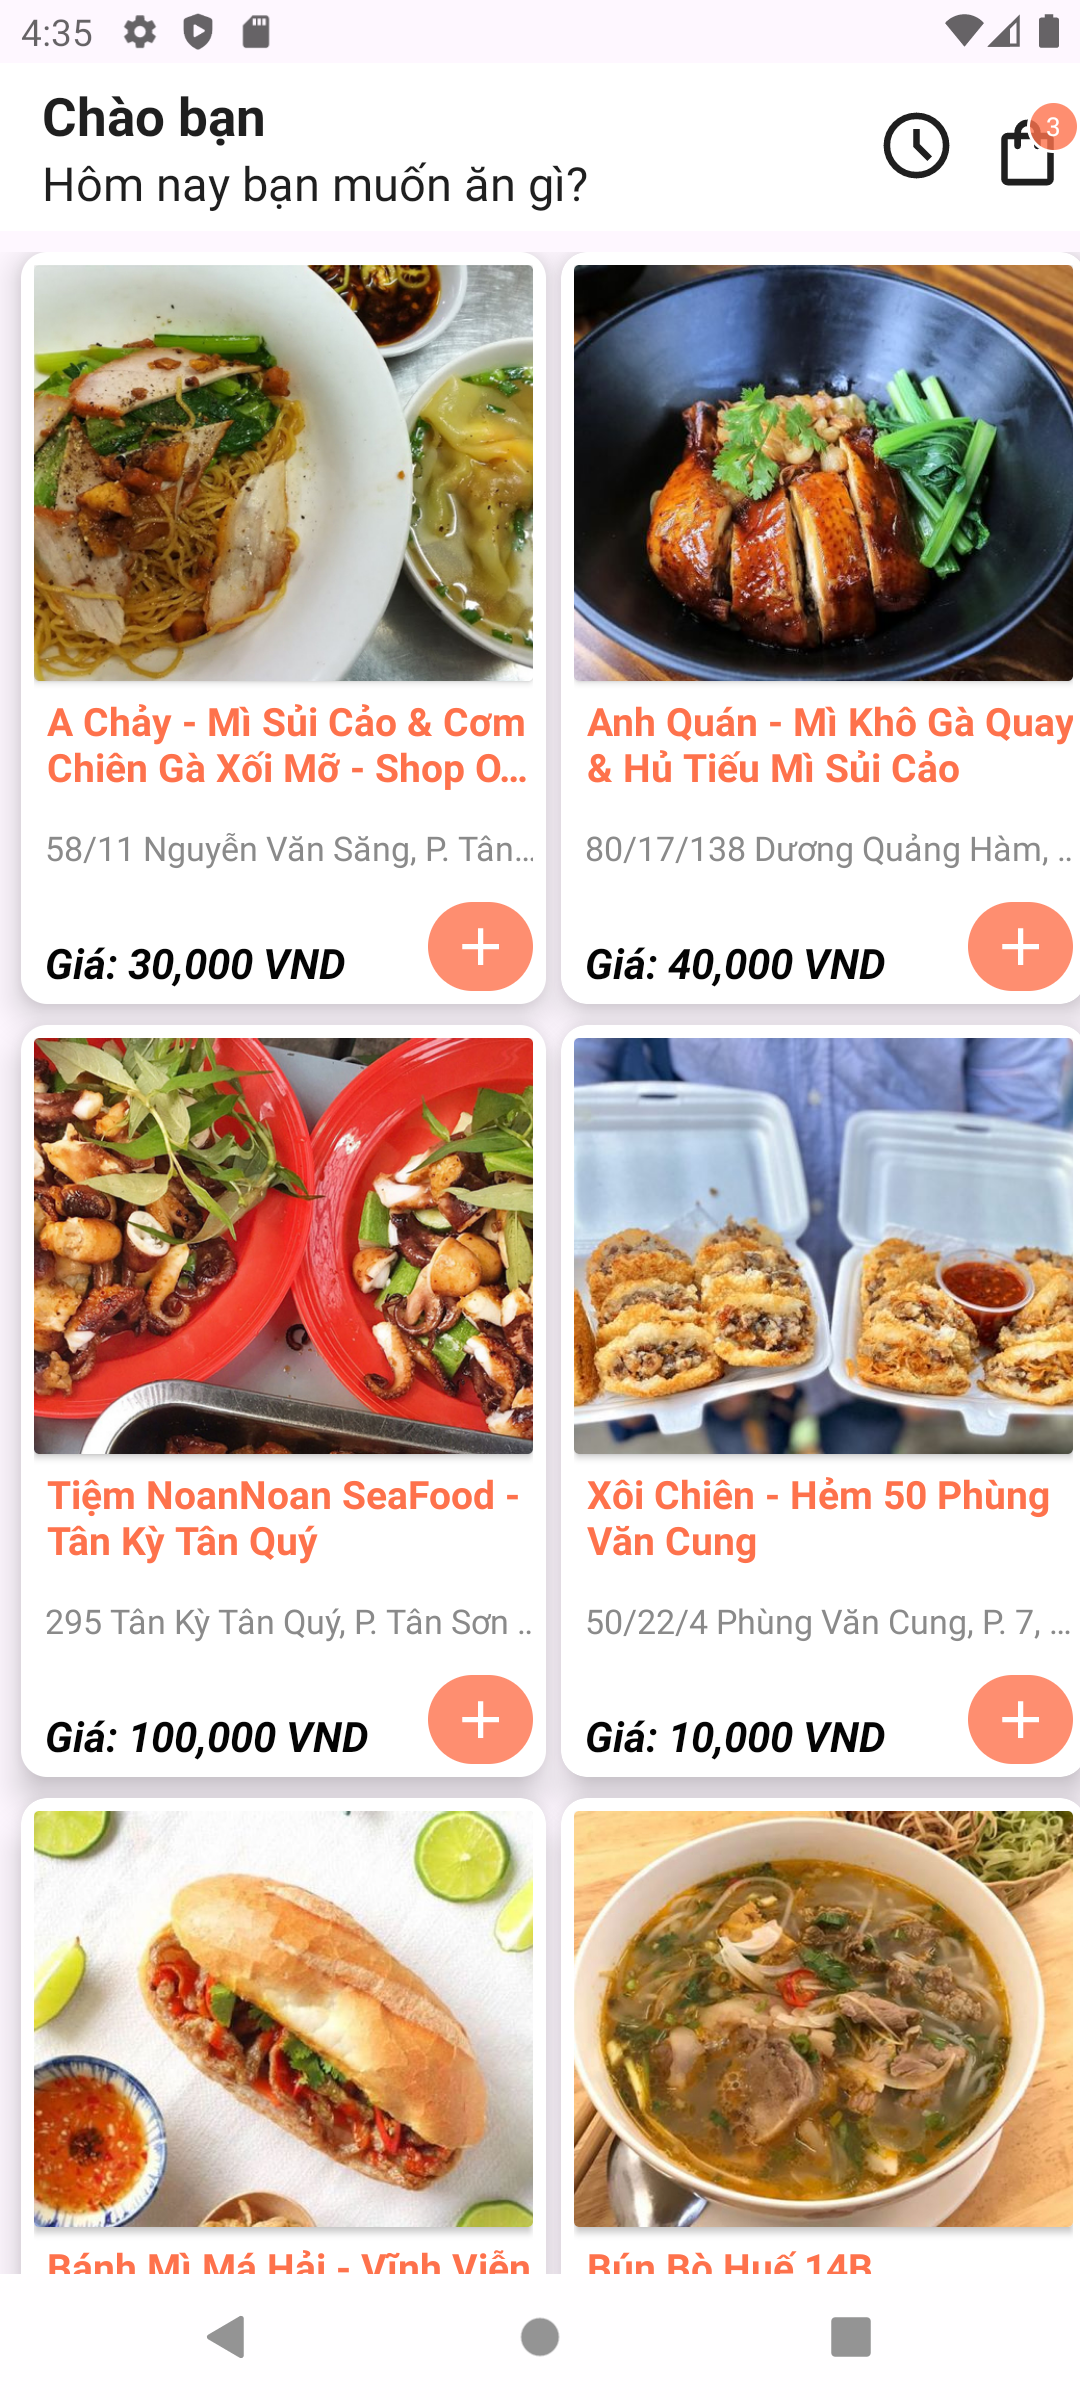 4:35
Chào bạn
Hôm nay bạn muốn ăn gì?
3
A Chảy - Mì Sủi Cảo & Cơm
Chiên Gà Xối Mỡ - Shop O...
58/11 Nguyễn Văn Săng, P. Tân...
Giá: 30,000 VND
Anh Quán - Mì Khô Gà Quay
& Hủ Tiếu Mì Sủi Cảo
80/17/138 Dương Quảng Hàm, ...
Giá: 40,000 VND
Tiệm NoanNoan SeaFood -
Tân Kỳ Tân Quý
295 Tân Kỳ Tân Quý, P. Tân Sơn ...
Giá: 100,000 VND
Xôi Chiên - Hẻm 50 Phùng
Văn Cung
50/22/4 Phùng Văn Cung, P. 7, ...
Giá: 10,000 VND
Bánh Mì Má Hải - Vĩnh Viễn
Bún Bò Huế 14B